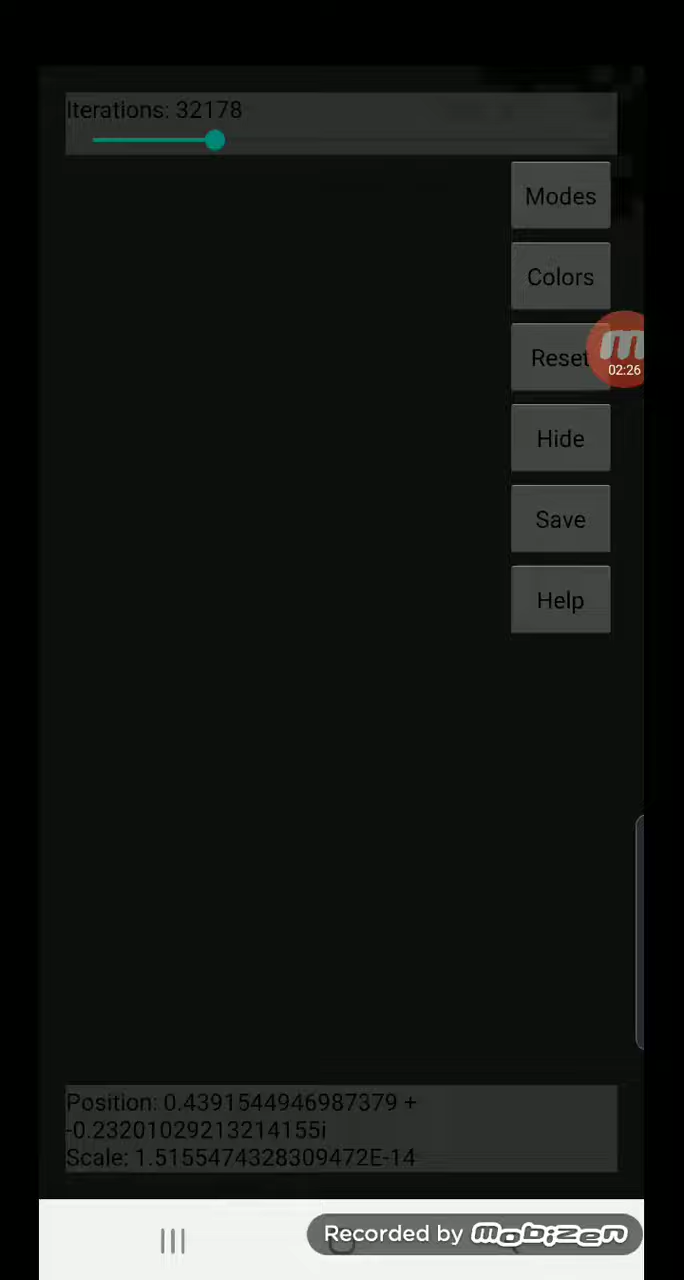 Iterations: 32178
Modes
Colors
Reset
02:26
Hide
Save
Help
Position: 0.4391544946987379 +
-0.23201029213214155i
Scale: 1.5155474328309472E-14
Recorded by mobizen